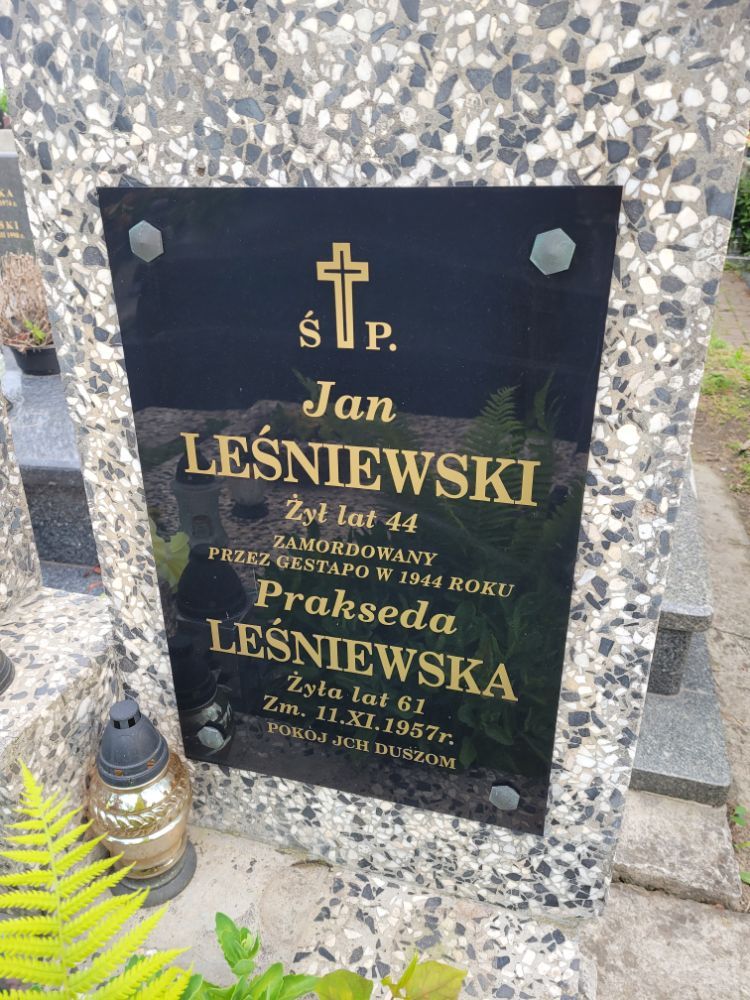 Ś P.
Jan
LEŚNIEWSKI
Żył lat 44
ZAMORDOWANY
PRZEZ GESTAPO W 1944 ROKU
Prakseda
LEŚNIEWSKA
Żyła lat 61
Zm. 11.XI.1957r.
POKÓJ JCH DUSZOM